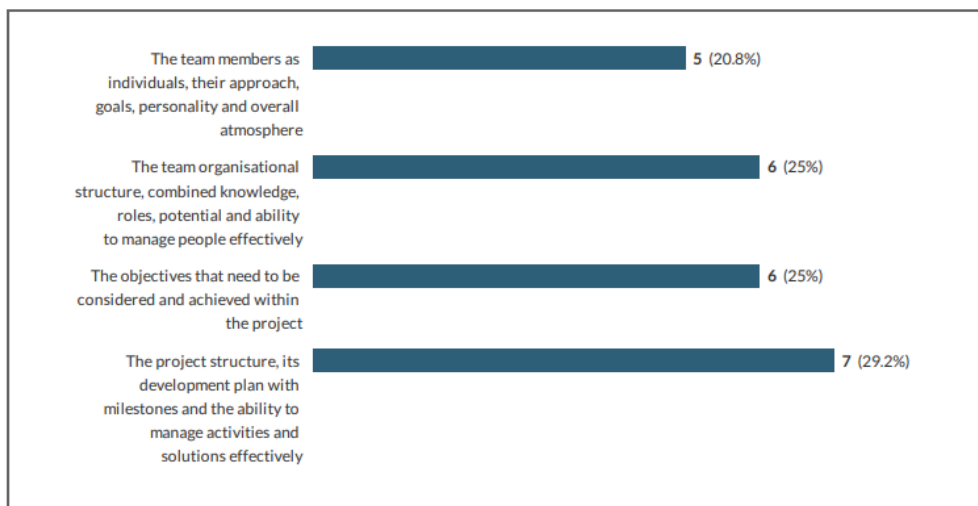 The team members as
individuals, their approach,
goals, personality and overall
atmosphere
5 (20.8%)
The team organisational
structure, combined knowledge,
roles, potential and ability
to manage people effectively
6 (25%)
The objectives that need to be
considered and achieved within
the project
6 (25%)
The project structure, its
development plan with
milestones and the ability to
manage activities and
solutions effectively
7 (29.2%)